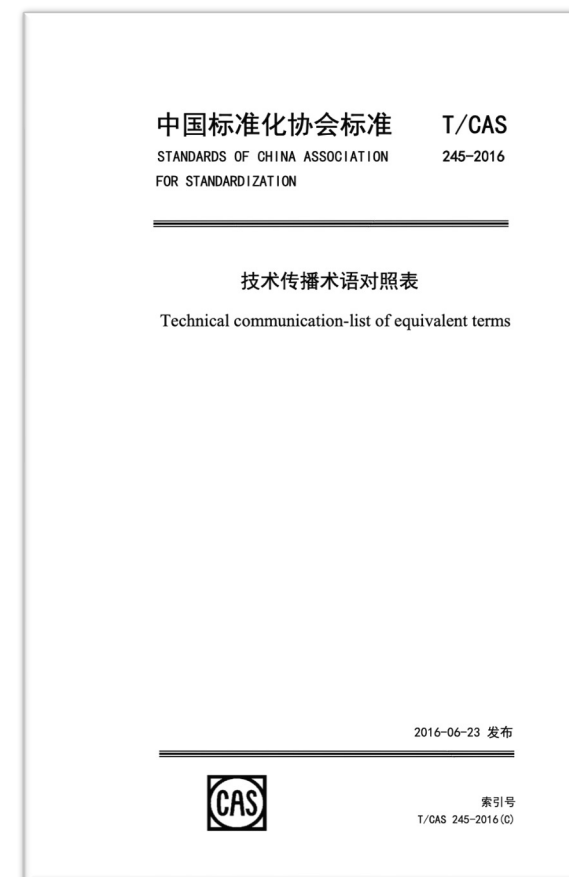 中国标准化协会标准 T/CAS
STANDARDS OF CHINA ASSOCIATION 245-2016
FOR STANDARDIZATION
技术传播术语对照表
Technical communication-list of equivalent terms
2016-06-23 发布
CAS
索引号
T/CAS 245-2016(C)